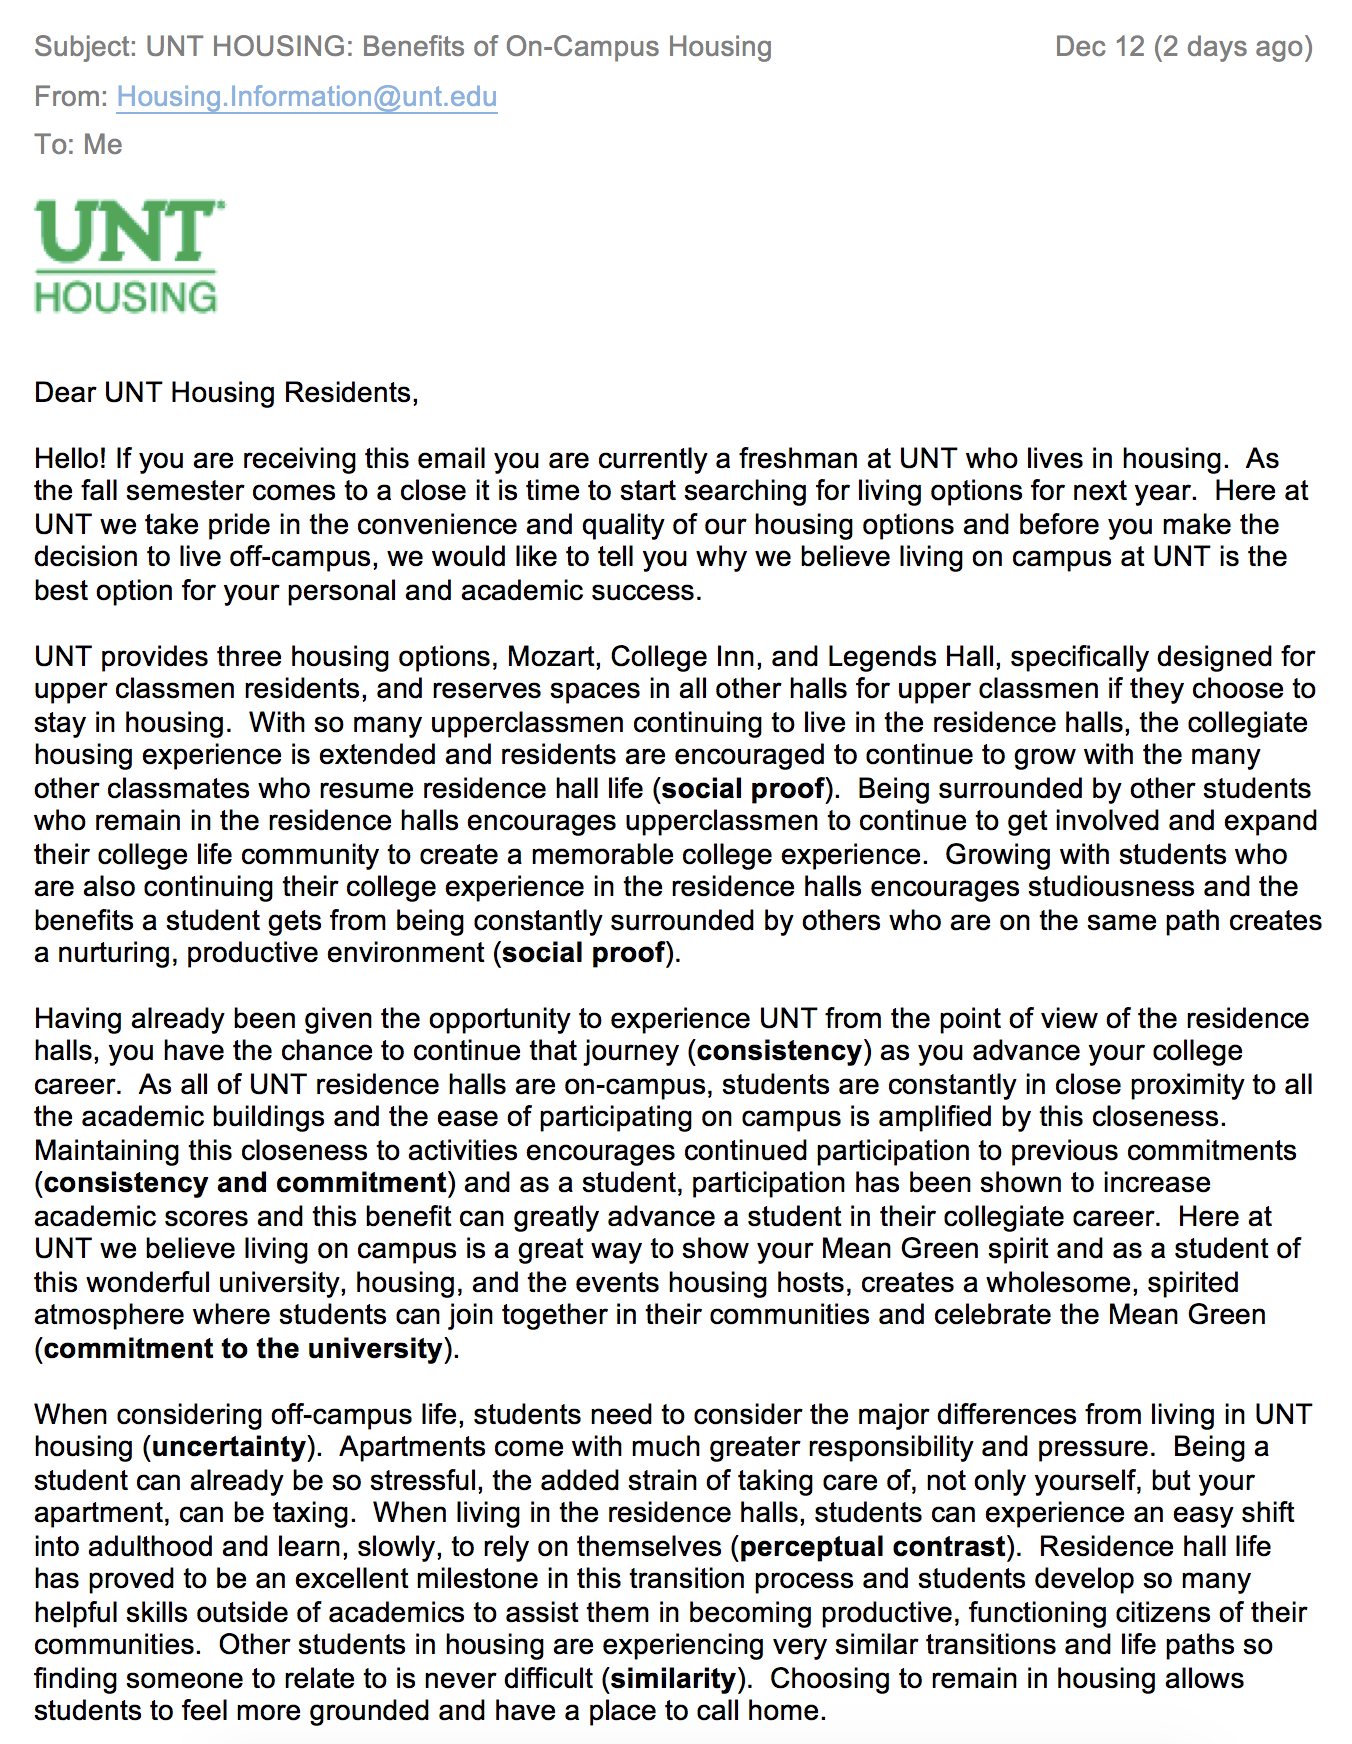 Subject: UNT HOUSING: Benefits of On-Campus Housing Dec 12 (2 days ago)
From: Housing.Information@unt.edu
To: Me
UNT
HOUSING
Dear UNT Housing Residents,
Hello! If you are receiving this email you are currently a freshman at UNT who lives in housing.  As
the fall semester comes to a close it is time to start searching for living options for next year.  Here at
UNT we take pride in the convenience and quality of our housing options and before you make the
decision to live off-campus, we would like to tell you why we believe living on campus at UNT is the
best option for your personal and academic success.
UNT provides three housing options, Mozart, College Inn, and Legends Hall, specifically designed for
upper classmen residents, and reserves spaces in all other halls for upper classmen if they choose to
stay in housing.  With so many upperclassmen continuing to live in the residence halls, the collegiate
housing experience is extended and residents are encouraged to continue to grow with the many
other classmates who resume residence hall life (social proof).  Being surrounded by other students
who remain in the residence halls encourages upperclassmen to continue to get involved and expand
their college life community to create a memorable college experience.  Growing with students who
are also continuing their college experience in the residence halls encourages studiousness and the
benefits a student gets from being constantly surrounded by others who are on the same path creates
a nurturing, productive environment (social proof).
Having already been given the opportunity to experience UNT from the point of view of the residence
halls, you have the chance to continue that journey (consistency) as you advance your college
career.  As all of UNT residence halls are on-campus, students are constantly in close proximity to all
the academic buildings and the ease of participating on campus is amplified by this closeness.
Maintaining this closeness to activities encourages continued participation to previous commitments
(consistency and commitment) and as a student, participation has been shown to increase
academic scores and this benefit can greatly advance a student in their collegiate career.  Here at
UNT we believe living on campus is a great way to show your Mean Green spirit and as a student of
this wonderful university, housing, and the events housing hosts, creates a wholesome, spirited
atmosphere where students can join together in their communities and celebrate the Mean Green
(commitment to the university).
When considering off-campus life, students need to consider the major differences from living in UNT
housing (uncertainty).  Apartments come with much greater responsibility and pressure.  Being a
student can already be so stressful, the added strain of taking care of, not only yourself, but your
apartment, can be taxing.  When living in the residence halls, students can experience an easy shift
into adulthood and learn, slowly, to rely on themselves (perceptual contrast).  Residence hall life
has proved to be an excellent milestone in this transition process and students develop so many
helpful skills outside of academics to assist them in becoming productive, functioning citizens of their
communities.  Other students in housing are experiencing very similar transitions and life paths so
finding someone to relate to is never difficult (similarity).  Choosing to remain in housing allows
students to feel more grounded and have a place to call home.